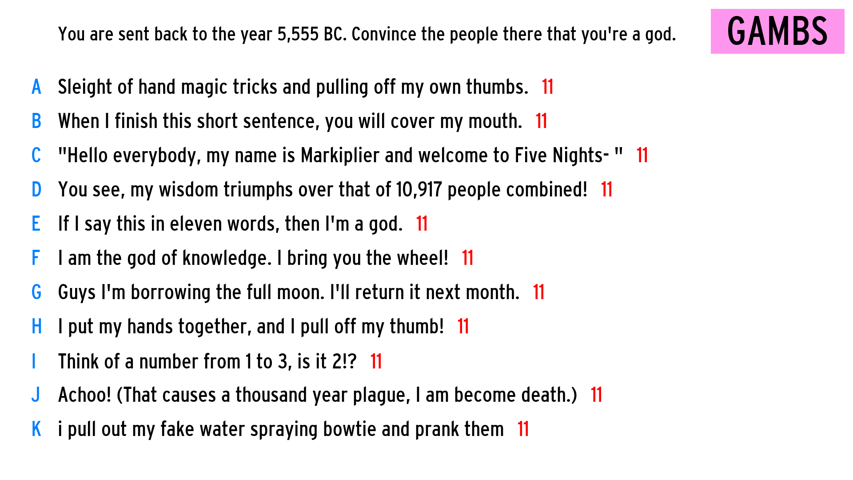 You are sent back to the year 5,555 BC. Convince the people there that you're a god.
GAMBS
A Sleight of hand magic tricks and pulling off my own thumbs. 11
B When I finish this short sentence, you will cover my mouth. 11
C "Hello everybody, my name is Markiplier and welcome to Five Nights- " 11
D You see, my wisdom triumphs over that of 10,917 people combined! 11
E If I say this in eleven words, then I'm a god. 11
F I am the god of knowledge. I bring you the wheel! 11
G Guys I'm borrowing the full moon. I'll return it next month. 11
H I put my hands together, and I pull off my thumb! 11
I Think of a number from 1 to 3, is it 2!? 11
J Achoo! (That causes a thousand year plague, I am become death.) 11
K i pull out my fake water spraying bowtie and prank them 11